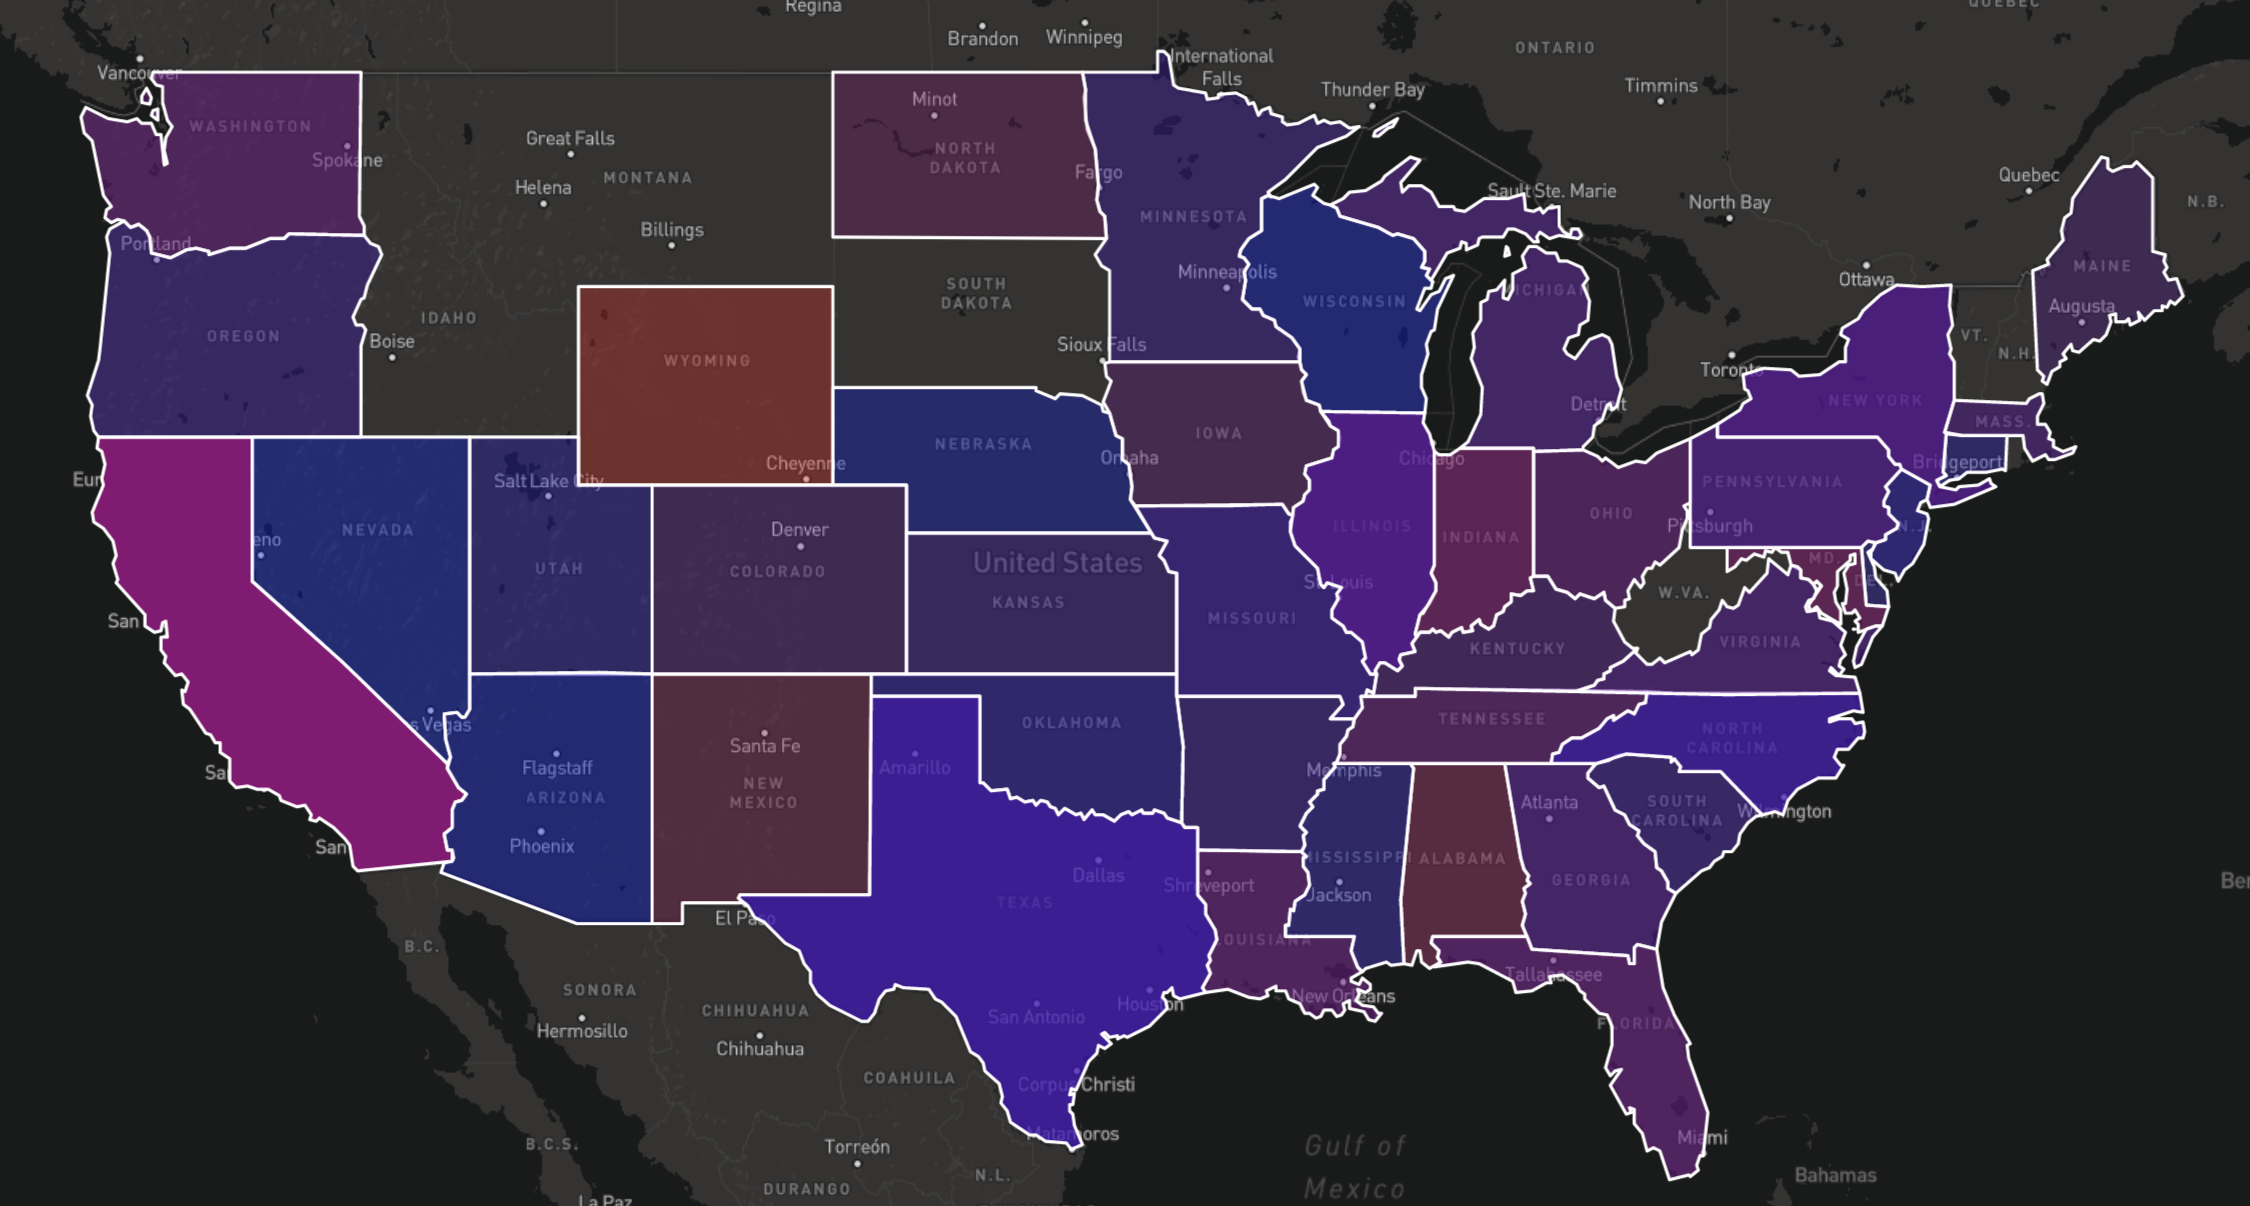 Regina
QUEBEC
Brandon
Winnipeg
ONTARIO
International
Falls
Vancouver
Thunder Bay
Timmins
Minot
WASHINGTON
Great Falls
NORTH
DAKOTA
Spokane
Fargo
Quebec
MONTANA
Helena
Sault Ste. Marie
North Bay
N.B.
MINNESOTA
Billings
Portland
MAINE
Minneapolis
Ottawa
SOUTH
DAKOTA
WISCONSIN
Augusta
IDAHO
OREGON
VT.
Boise
Sioux Falls
N.H.
WYOMING
Toronto
NEW YORK
Detroit
MASS.
IOWA
NEBRASKA
Omaha
Chicago
Cheyenne
Bridgeport
Eur
Salt Lake City
PENNSYLVANIA
OHIO
Pittsburgh
NEVADA
Denver
ILLINOIS
INDIANA
N.J.
eno
United States
MD.
UTAH
COLORADO
St. Louis
DEL.
W.VA.
KANSAS
San
MISSOURI
VIRGINIA
KENTUCKY
s Vegas
OKLAHOMA
TENNESSEE
NORTH
CAROLINA
Santa Fe
Flagstaff
Amarillo
Memphis
Sa
NEW
MEXICO
ARIZONA
Atlanta
SOUTH
CAROLINA
Wilmington
San
Phoenix
MISSISSIPPI
ALABAMA
Dallas
Shreveport
GEORGIA
Ber
Jackson
TEXAS
El Paso
LOUISIANA
B.C.
Tallahassee
SONORA
New Orleans
Houston
CHIHUAHUA
San Antonio
FLORIDA
Hermosillo
Chihuahua
COAHUILA
Corpus Christi
Matamoros
Miami
B.C.S.
Torreón
Gulf of
Mexico
N.L.
Bahamas
DURANGO
La Paz